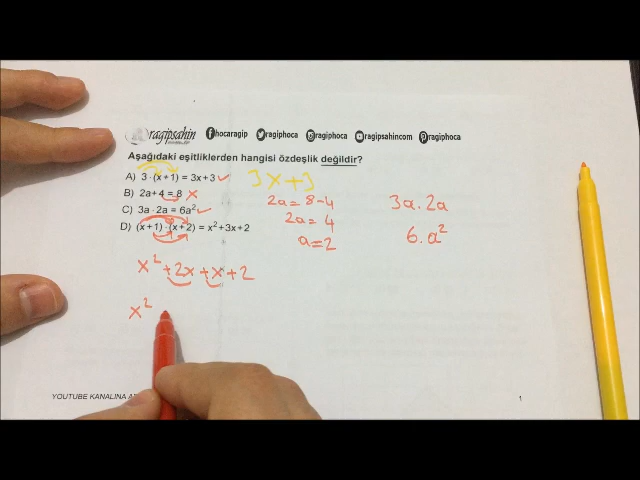 ragipsahin hocaragip ragiphoca ragiphoca ragipsahincom ragiphoca
Aşağıdaki eşitliklerden hangisi özdeşlik değildir?
A) 3 · (x + 1) = 3x + 3 ✓ 3x+3
B) 2a + 4 = 8 x 2a = 8-4 3a.2a
C) 3a · 2a = 6a² ✓ 2a = 4
D) (x + 1) · (x + 2) = x² + 3x + 2 a = 2 6.a²
x² + 2x + x + 2
x²
YOUTUBE KANALINA 1